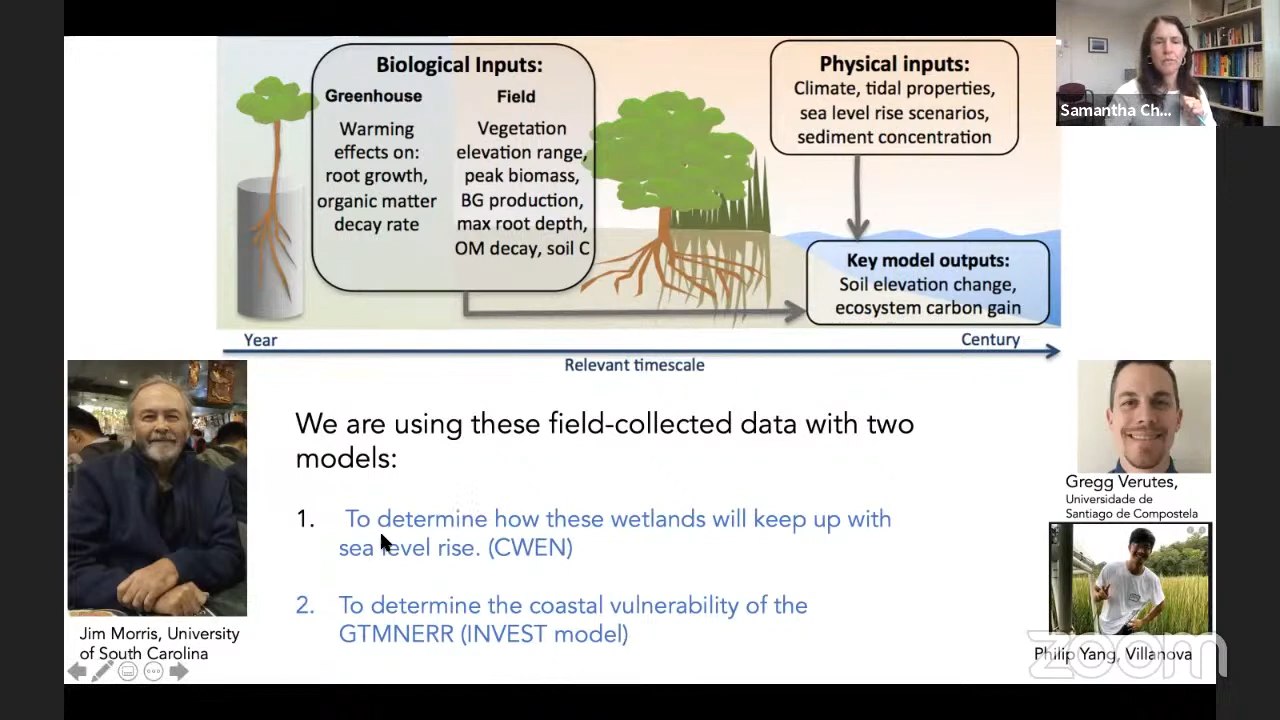 Samantha Ch...
Biological Inputs:
Greenhouse
Warming
effects on:
root growth,
organic matter
decay rate
Field
Vegetation
elevation range,
peak biomass,
BG production,
max root depth,
OM decay, soil C
Physical inputs:
Climate, tidal properties,
sea level rise scenarios,
sediment concentration
Key model outputs:
Soil elevation change,
ecosystem carbon gain
Year
Century
Relevant timescale
We are using these field-collected data with two
models:
1. To determine how these wetlands will keep up with
sea level rise. (CWEN)
2. To determine the coastal vulnerability of the
GTMNERR (INVEST model)
Jim Morris, University
of South Carolina
Gregg Verutes,
Universidade de
Santiago de Compostela
Philip Yang, Villanova
zoom